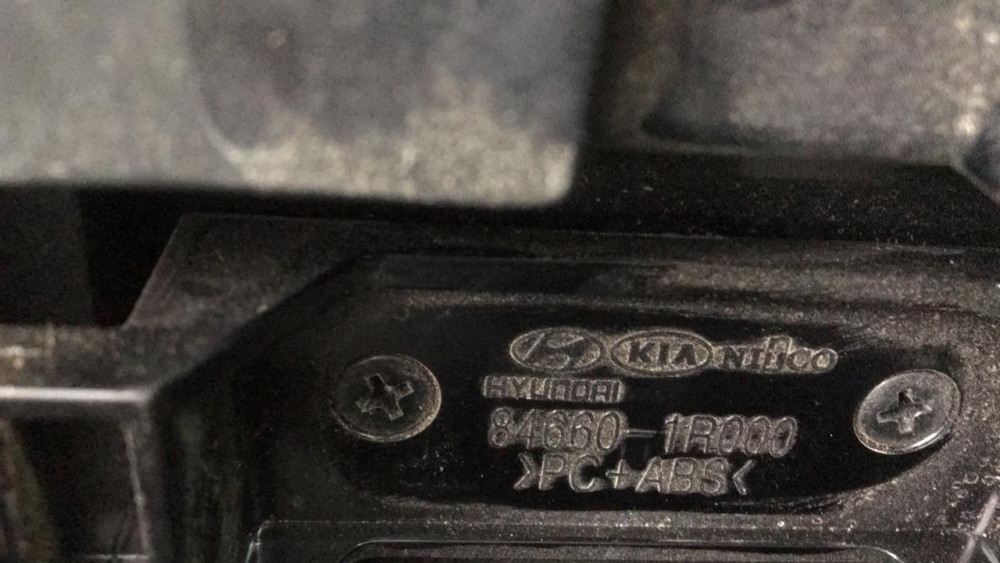 KIA Nifco
HYUNDAI
84660-1R000
>PC+ABS<